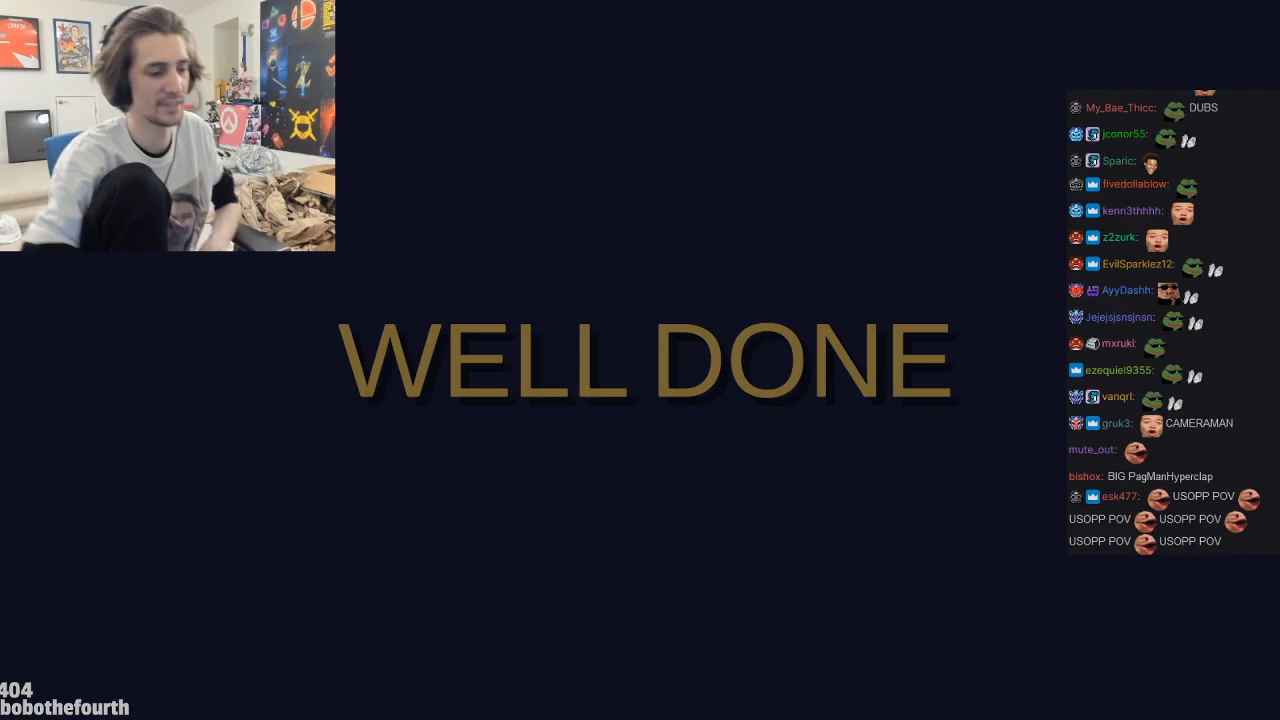 My_Bae_Thicc: DUBS
jconor55:
Sparic:
fivedollablow:
kenn3thhhh:
z2zurk:
EvilSparklez12:
AyyDashh:
Jejejsjsnsjnsn:
mxruki:
ezequiel9355:
vanqrl:
gruk3: CAMERAMAN
mute_out:
bishox: BIG PagManHyperclap
esk477: USOPP POV
USOPP POV USOPP POV
USOPP POV USOPP POV
WELL DONE
404
bobothefourth